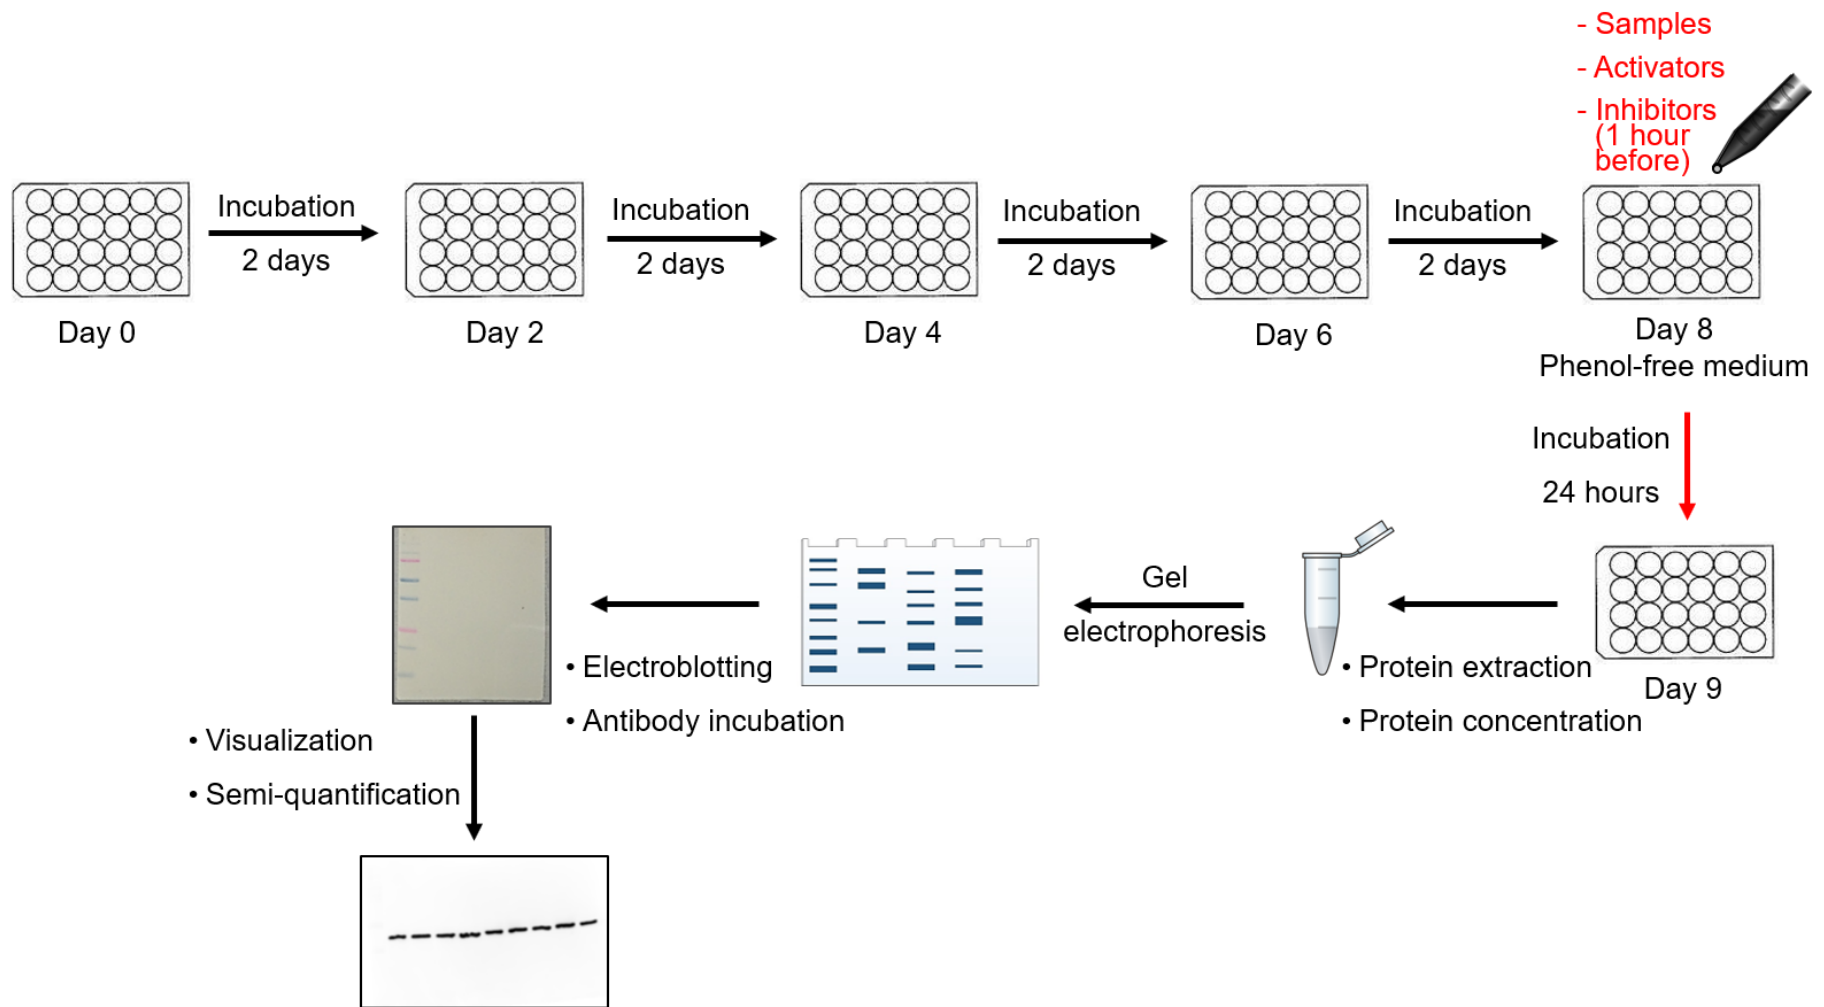 - Samples
- Activators
- Inhibitors
(1 hour
before)
Incubation
2 days
Incubation
2 days
Incubation
2 days
Incubation
2 days
Day 0
Day 2
Day 4
Day 6
Day 8
Phenol-free medium
Incubation
24 hours
Day 9
• Protein extraction
• Protein concentration
Gel
electrophoresis
• Electroblotting
• Antibody incubation
• Visualization
• Semi-quantification